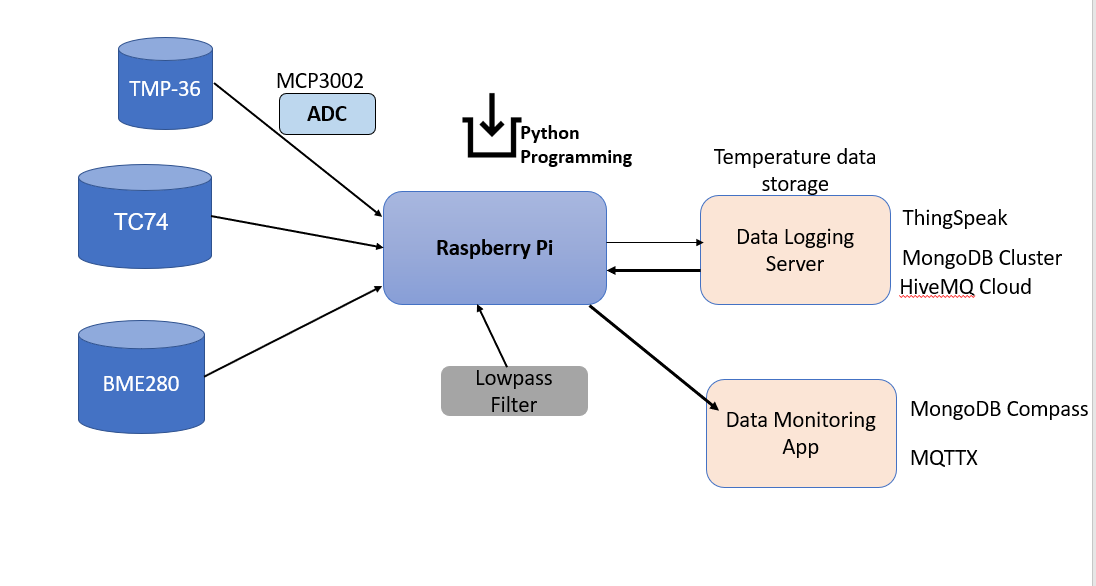 TMP-36
MCP3002
ADC
TC74
BME280
Python
Programming
Raspberry Pi
Lowpass
Filter
Temperature data
storage
Data Logging
Server
ThingSpeak
MongoDB Cluster
HiveMQ Cloud
Data Monitoring
App
MongoDB Compass
MQTTX